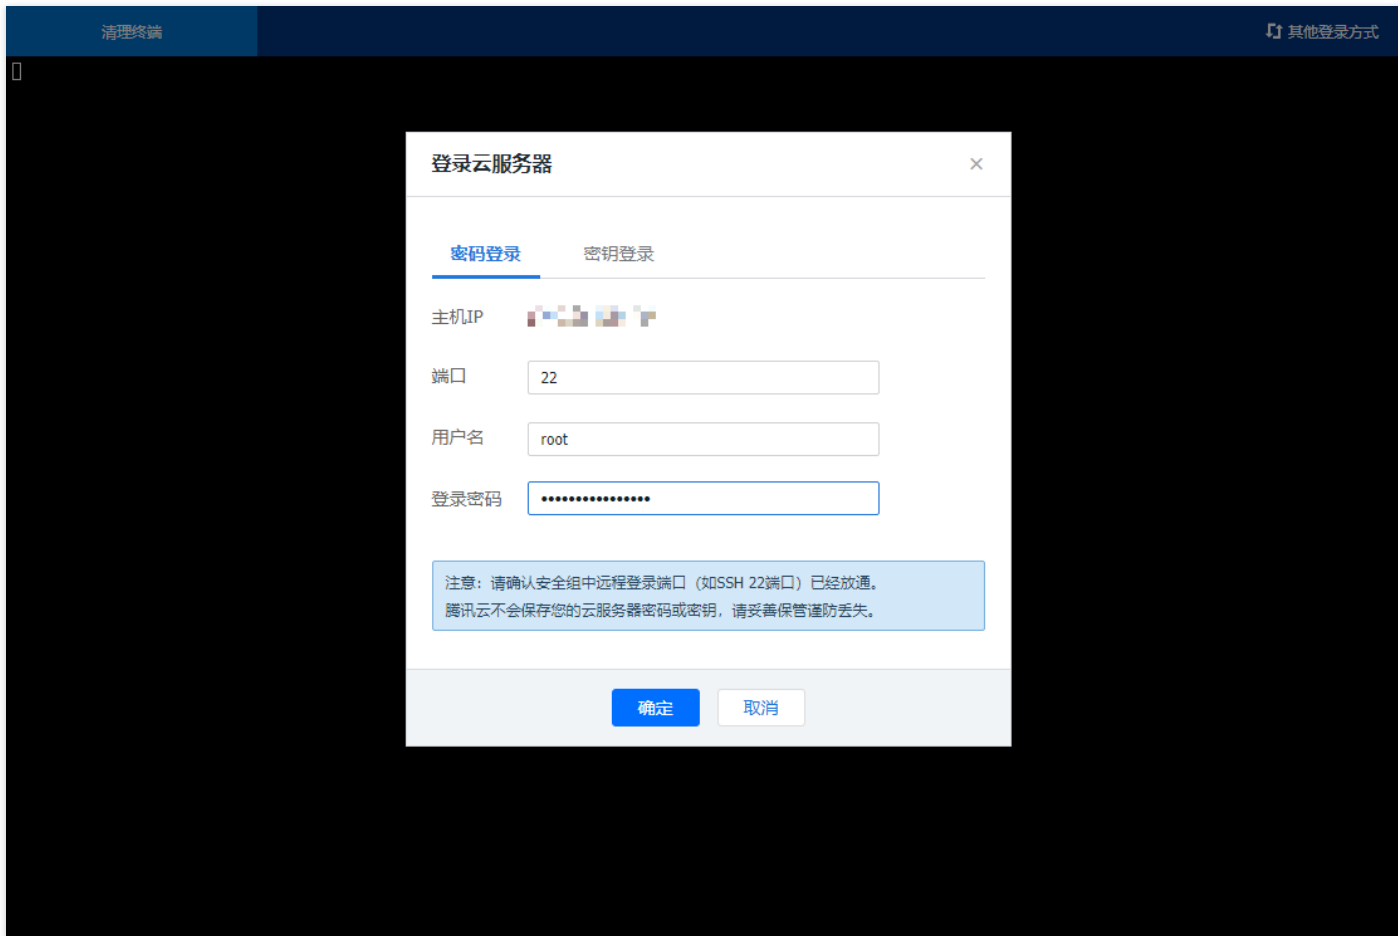 清理终端
其他登录方式
登录云服务器
密码登录 密钥登录
主机IP
端口 22
用户名 root
登录密码 ••••••••••••••••
注意：请确认安全组中远程登录端口（如SSH 22端口）已经放通。
腾讯云不会保存您的云服务器密码或密钥，请妥善保管谨防丢失。
确定 取消